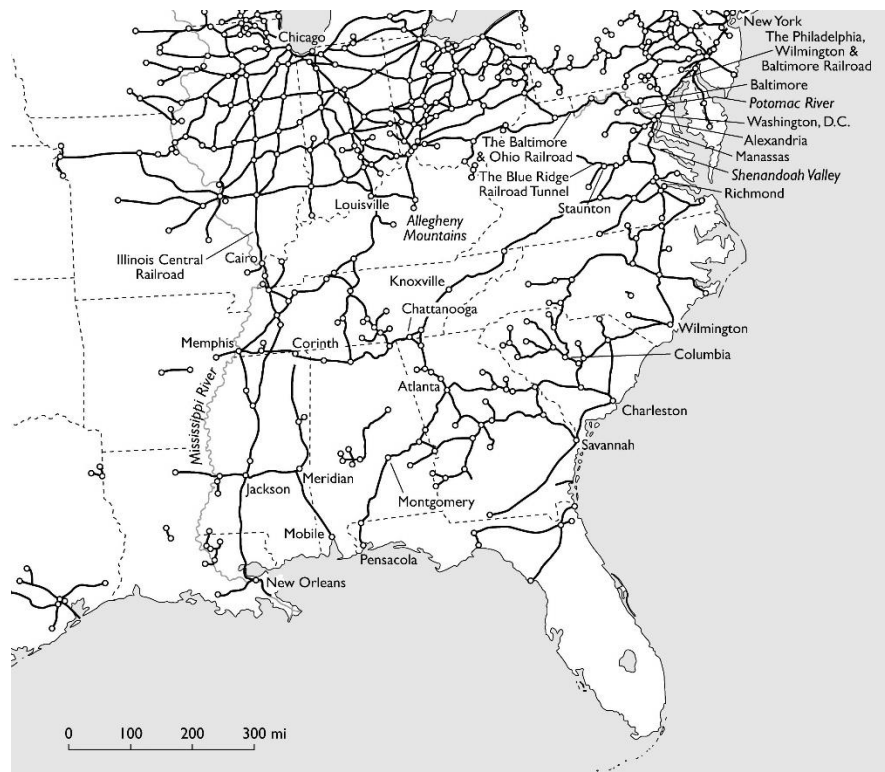 New York
The Philadelphia,
Wilmington &
Baltimore Railroad
Chicago
Baltimore
Potomac River
Washington, D.C.
Alexandria
Manassas
Shenandoah Valley
Richmond
The Baltimore
& Ohio Railroad
The Blue Ridge
Railroad Tunnel
Staunton
Louisville
Allegheny
Mountains
Illinois Central
Railroad
Cairo
Knoxville
Chattanooga
Wilmington
Memphis
Corinth
Columbia
Mississippi River
Atlanta
Charleston
Savannah
Jackson
Meridian
Montgomery
Mobile
Pensacola
New Orleans
0 100 200 300 mi